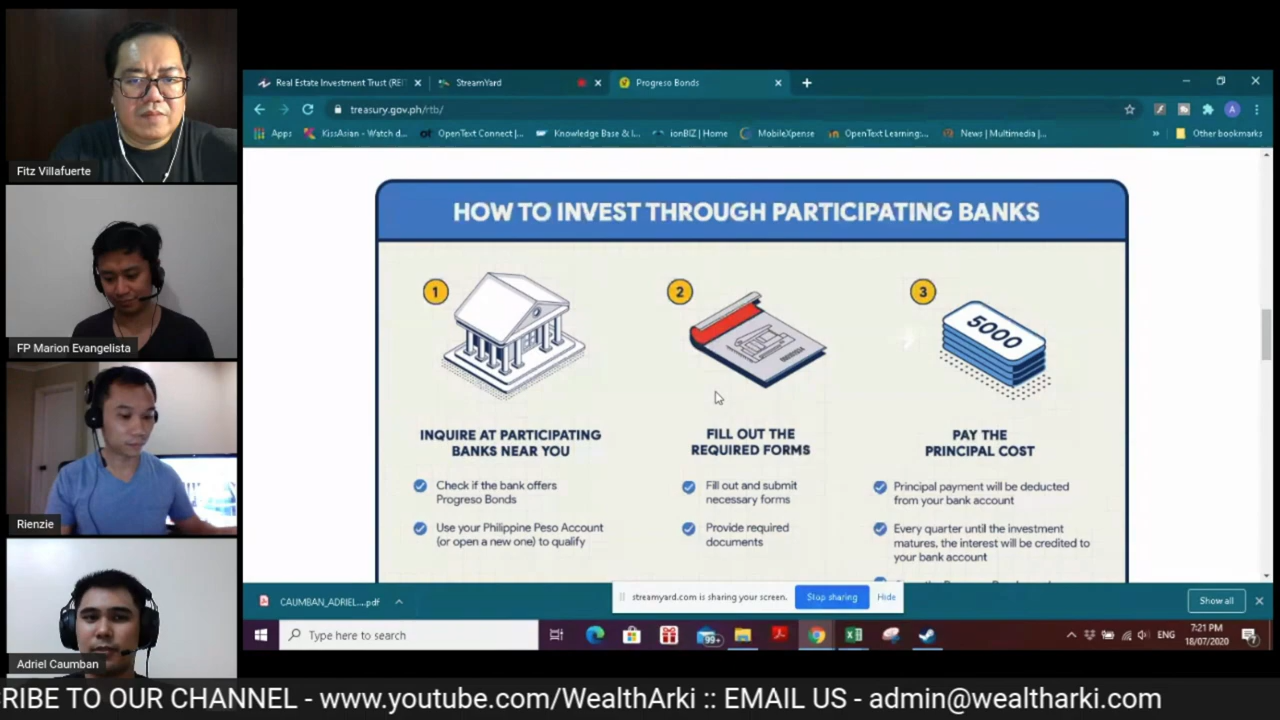 Fitz Villafuerte
FP Marion Evangelista
Rienzie
Adriel Caumban
Real Estate Investment Trust (REI
StreamYard
Progreso Bonds
treasury.gov.ph/rtb/
A
Apps
KissAsian - Watch d...
OpenText Connect |...
Knowledge Base & I...
ionBIZ | Home
MobileXpense
OpenText Learning:...
News | Multimedia |...
»
Other bookmarks
HOW TO INVEST THROUGH PARTICIPATING BANKS
1
2
3
5000
INQUIRE AT PARTICIPATING
BANKS NEAR YOU
Check if the bank offers
Progreso Bonds
Use your Philippine Peso Account
(or open a new one) to qualify
FILL OUT THE
REQUIRED FORMS
Fill out and submit
necessary forms
Provide required
documents
PAY THE
PRINCIPAL COST
Principal payment will be deducted
from your bank account
Every quarter until the investment
matures, the interest will be credited to
your bank account
streamyard.com is sharing your screen.
Stop sharing
Hide
CAUMBAN_ADRIEL....pdf
Show all
Type here to search
99+
ENG
7:21 PM
18/07/2020
7
RIBE TO OUR CHANNEL - www.youtube.com/WealthArki :: EMAIL US - admin@wealtharki.com